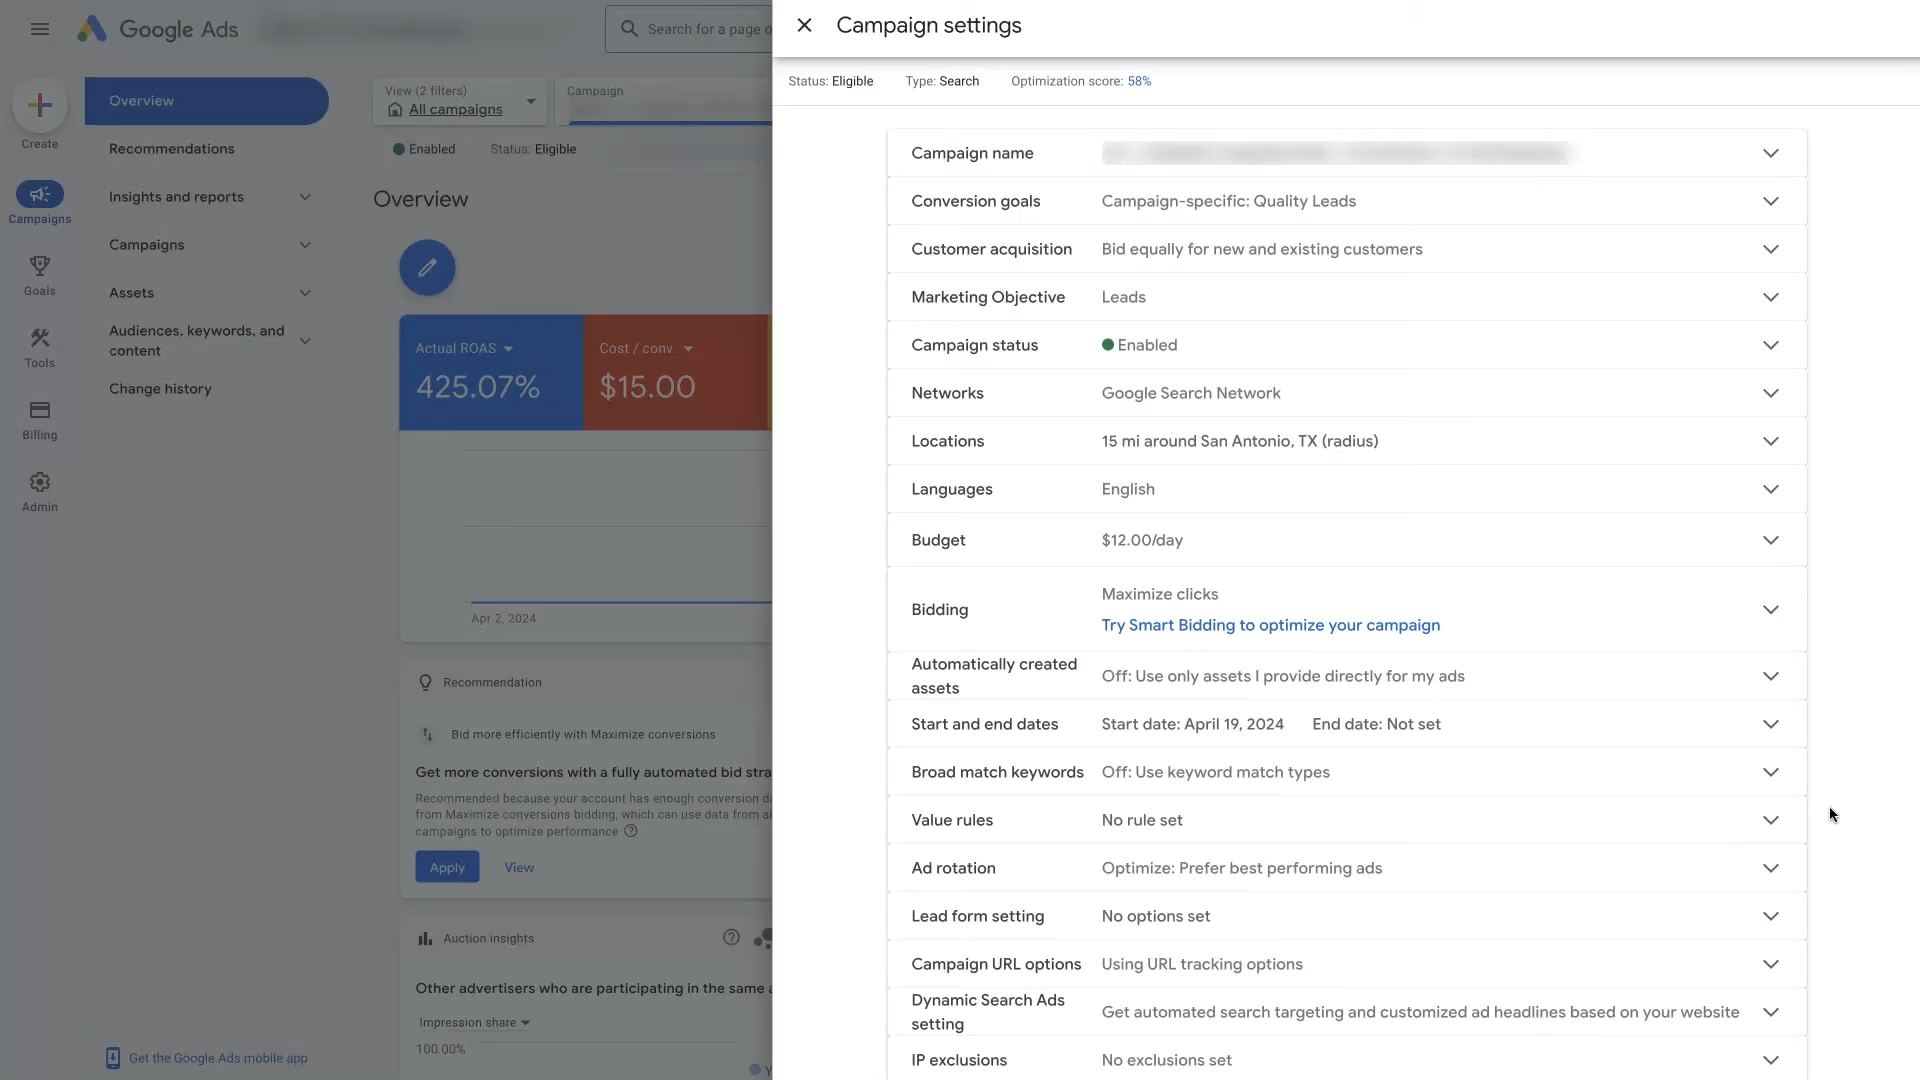 Google Ads
Search for a page o
Create
Campaigns
Goals
Tools
Billing
Admin
Overview
Recommendations
Insights and reports
Campaigns
Assets
Audiences, keywords, and
content
Change history
Get the Google Ads mobile app
View (2 filters)
All campaigns
Campaign
Enabled
Status: Eligible
Overview
Actual ROAS
425.07%
Cost / conv.
$15.00
Apr 2, 2024
Recommendation
Bid more efficiently with Maximize conversions
Get more conversions with a fully automated bid stra
Recommended because your account has enough conversion da
from Maximize conversions bidding, which can use data from al
campaigns to optimize performance
Apply
View
Auction insights
Other advertisers who are participating in the same a
Impression share
100.00%
Y
Campaign settings
Status: Eligible
Type: Search
Optimization score: 58%
Campaign name
Conversion goals
Campaign-specific: Quality Leads
Customer acquisition
Bid equally for new and existing customers
Marketing Objective
Leads
Campaign status
Enabled
Networks
Google Search Network
Locations
15 mi around San Antonio, TX (radius)
Languages
English
Budget
$12.00/day
Bidding
Maximize clicks
Try Smart Bidding to optimize your campaign
Automatically created
assets
Off: Use only assets I provide directly for my ads
Start and end dates
Start date: April 19, 2024
End date: Not set
Broad match keywords
Off: Use keyword match types
Value rules
No rule set
Ad rotation
Optimize: Prefer best performing ads
Lead form setting
No options set
Campaign URL options
Using URL tracking options
Dynamic Search Ads
setting
Get automated search targeting and customized ad headlines based on your website
IP exclusions
No exclusions set